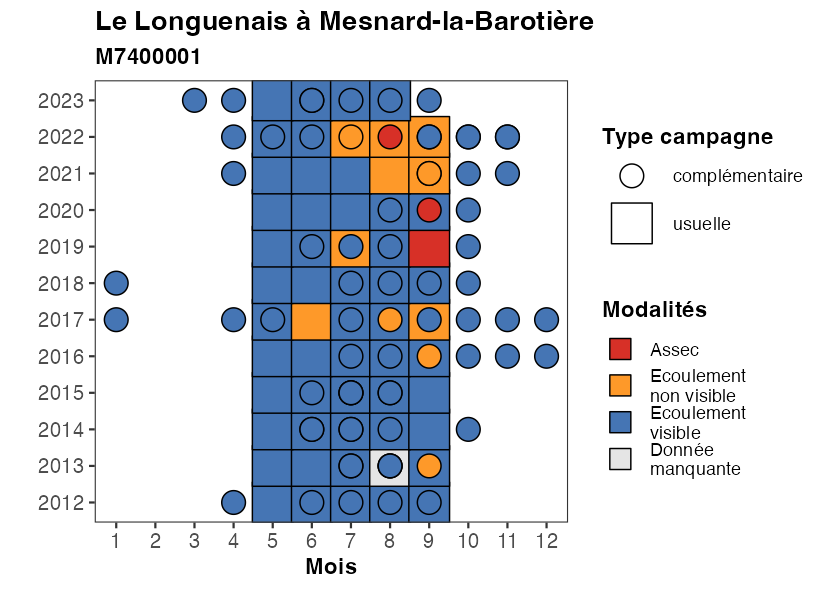 Le Longuenais à Mesnard-la-Barotière
M7400001
2023
2022
2021
2020
2019
2018
2017
2016
2015
2014
2013
2012
1 2 3 4 5 6 7 8 9 10 11 12
Mois
Type campagne
complémentaire
usuelle
Modalités
Assec
Ecoulement
non visible
Ecoulement
visible
Donnée
manquante